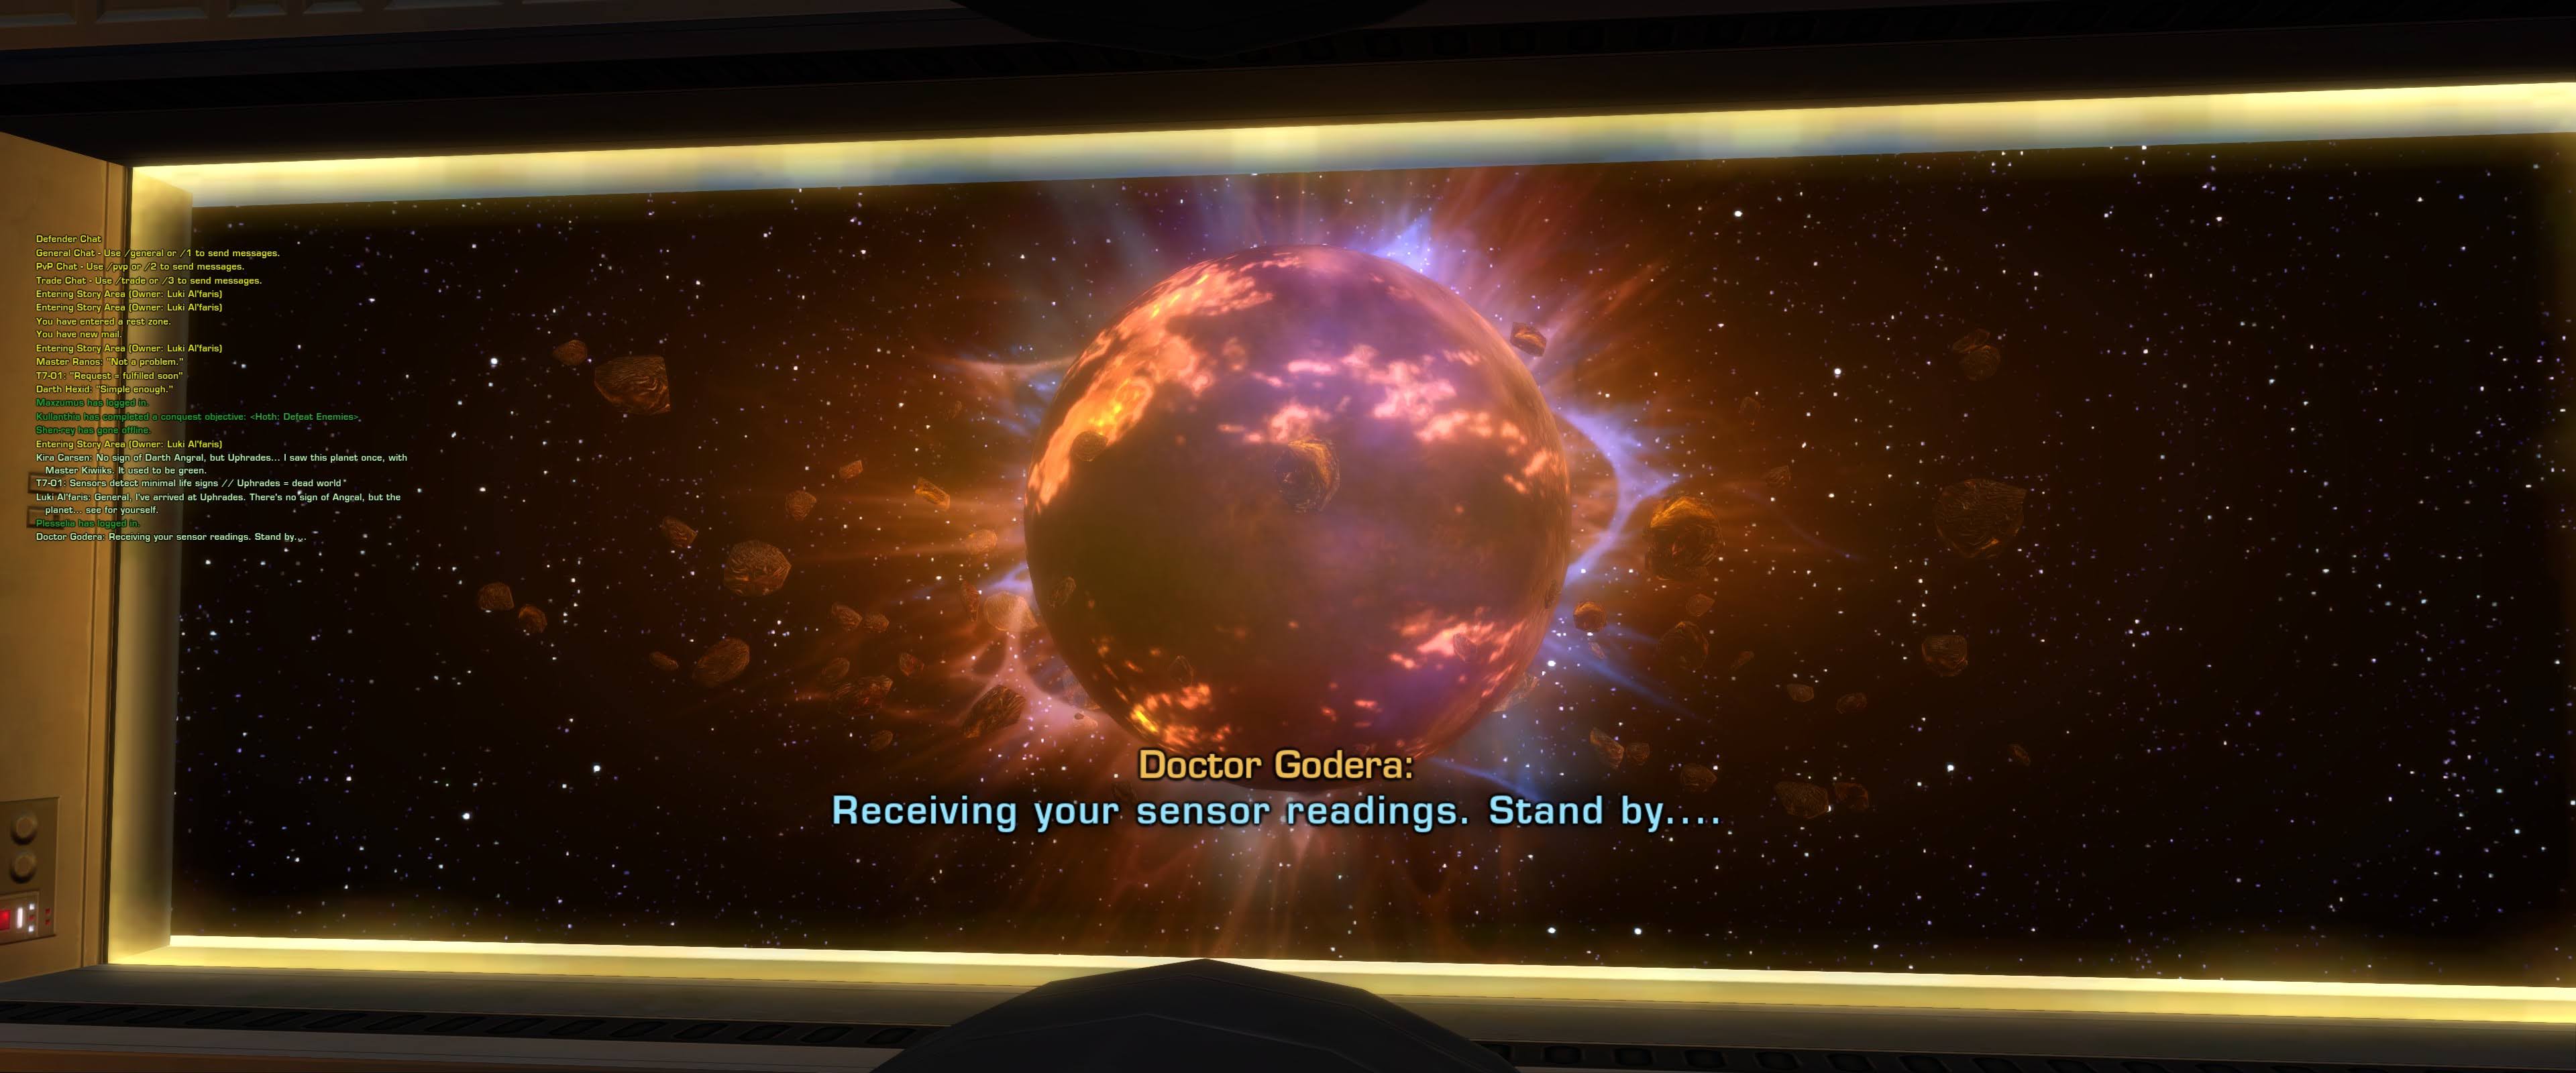 Defender Chat
General Chat - Use /general or /1 to send messages.
PvP Chat - Use /pvp or /2 to send messages.
Trade Chat - Use /trade or /3 to send messages.
Entering Story Area (Owner: Luki Al'faris)
Entering Story Area (Owner: Luki Al'faris)
You have entered a rest zone.
You have new mail.
Entering Story Area (Owner: Luki Al'faris)
Master Ranos: "Not a problem."
T7-01: "Request = fulfilled soon"
Darth Hexid: "Simple enough."
Maxzumus has logged in.
Kullanthia has completed a conquest objective: <Hoth: Defeat Enemies>.
Shen-rey has gone offline.
Entering Story Area (Owner: Luki Al'faris)
Kira Carsen: No sign of Darth Angral, but Uphrades... I saw this planet once, with
Master Kiwiiks. It used to be green.
T7-01: Sensors detect minimal life signs // Uphrades = dead world*
Luki Al'faris: General, I've arrived at Uphrades. There's no sign of Angral, but the
planet... see for yourself.
Plesselia has logged in.
Doctor Godera: Receiving your sensor readings. Stand by....
Doctor Godera:
Receiving your sensor readings. Stand by....